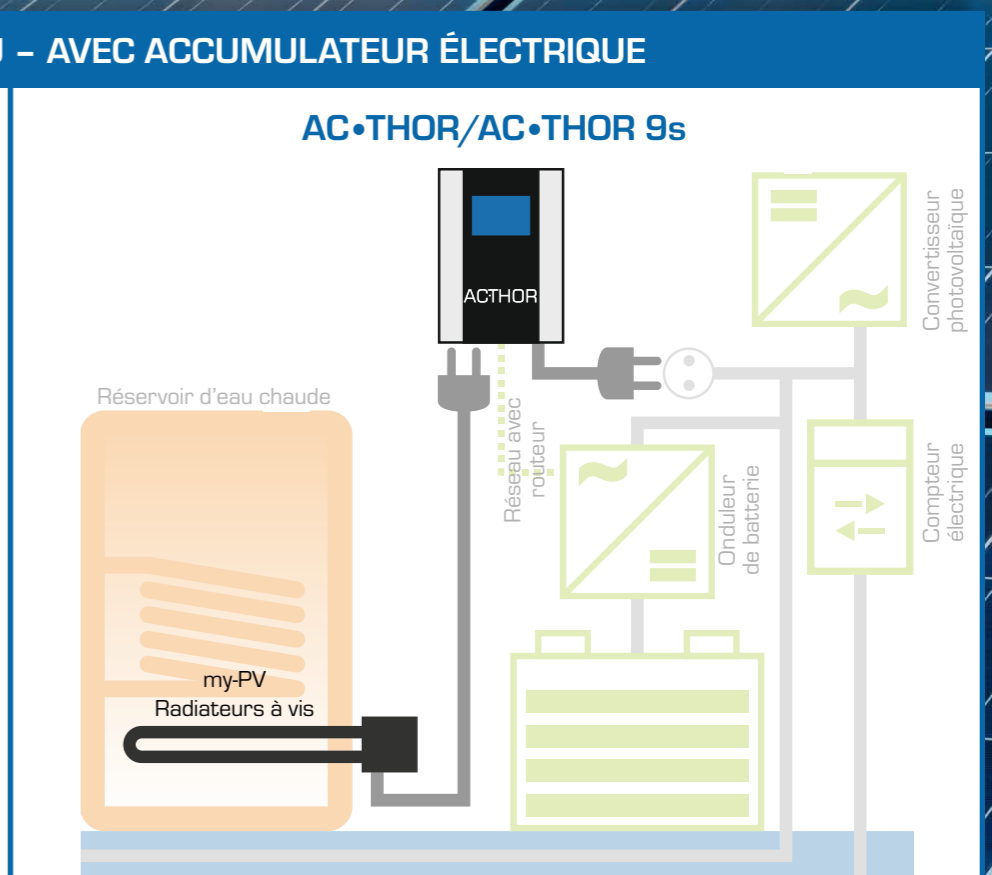 – AVEC ACCUMULATEUR ÉLECTRIQUE
AC•THOR/AC•THOR 9s
ACTHOR
Convertisseur
photovoltaïque
Réservoir d'eau chaude
Réseau avec
routeur
Onduleur
de batterie
Compteur
électrique
my-PV
Radiateurs à vis